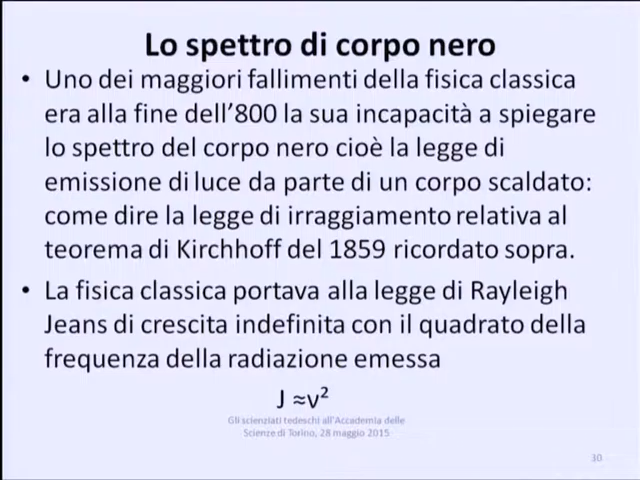 Lo spettro di corpo nero
• Uno dei maggiori fallimenti della fisica classica
era alla fine dell'800 la sua incapacità a spiegare
lo spettro del corpo nero cioè la legge di
emissione di luce da parte di un corpo scaldato:
come dire la legge di irraggiamento relativa al
teorema di Kirchhoff del 1859 ricordato sopra.
• La fisica classica portava alla legge di Rayleigh
Jeans di crescita indefinita con il quadrato della
frequenza della radiazione emessa
J ≈ν²
Gli scienziati tedeschi all'Accademia delle
Scienze di Torino, 28 maggio 2015
30